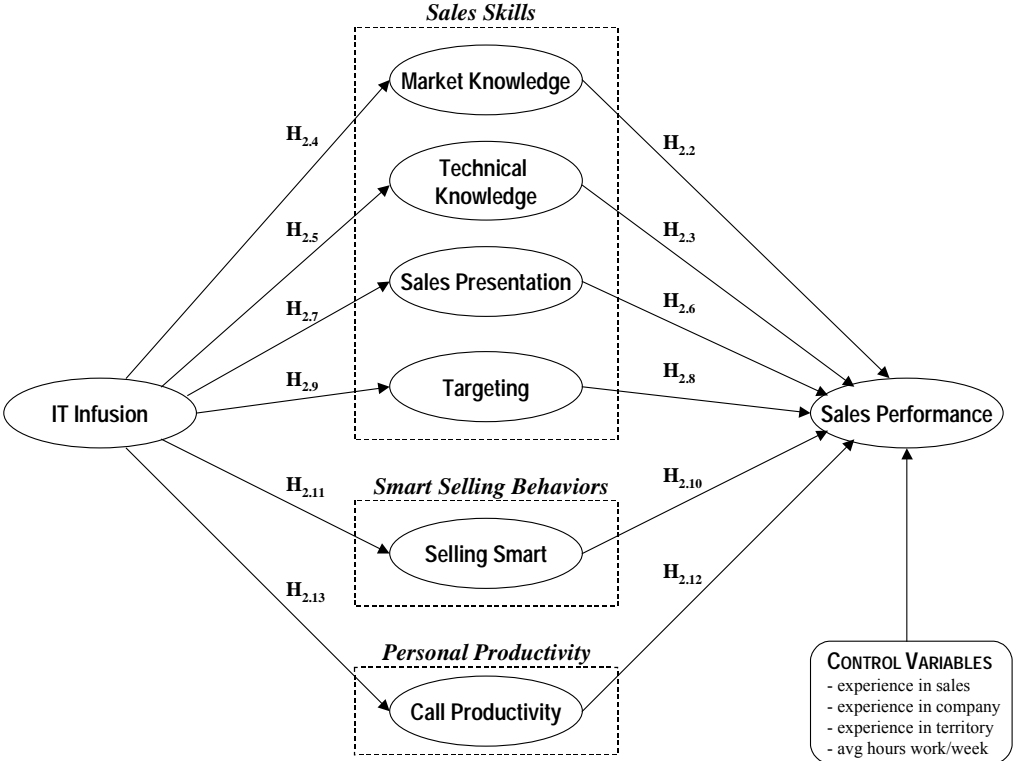 Sales Skills
Market Knowledge
H2.4
H2.2
Technical
Knowledge
H2.5
H2.3
Sales Presentation
H2.7
H2.6
H2.9
Targeting
H2.8
IT Infusion
Sales Performance
H2.11
Smart Selling Behaviors
H2.10
Selling Smart
H2.13
H2.12
Personal Productivity
Call Productivity
CONTROL VARIABLES
- experience in sales
- experience in company
- experience in territory
- avg hours work/week